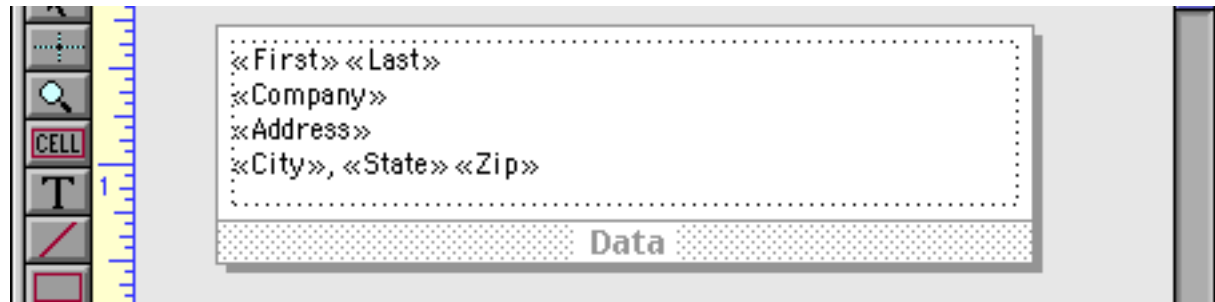 «First» «Last»
«Company»
«Address»
«City», «State» «Zip»
Data
CELL
T
1